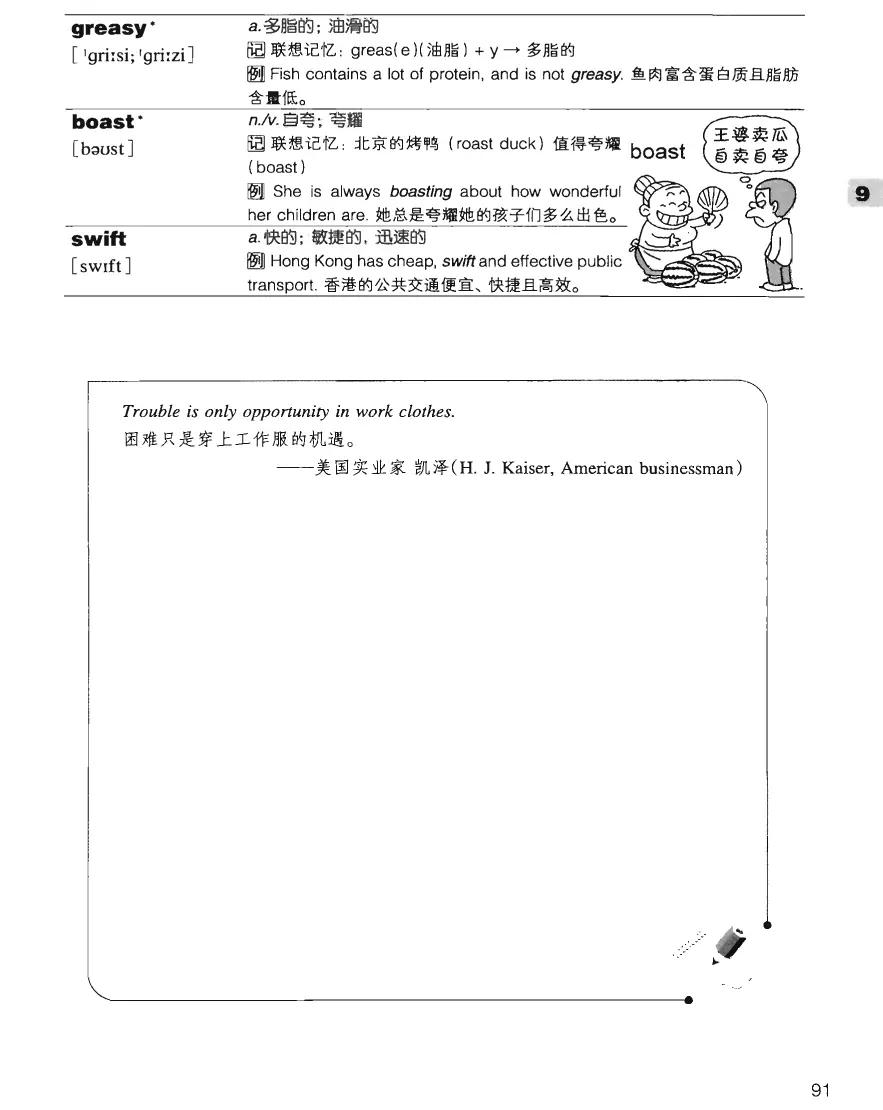 greasy*
[ ˈgriːsi; ˈgriːzi ]
a.多脂的; 油滑的
[记] 联想记忆: greas(e)(油脂) + y → 多脂的
[例] Fish contains a lot of protein, and is not greasy. 鱼肉富含蛋白质且脂肪
含量低。
boast*
[bəʊst]
n./v.自夸; 夸耀
[记] 联想记忆: 北京的烤鸭 (roast duck) 值得夸耀
(boast)
[例] She is always boasting about how wonderful
her children are. 她总是夸耀她的孩子们多么出色。
boast
王婆卖瓜
自卖自夸
9
swift
[swɪft]
a.快的; 敏捷的, 迅速的
[例] Hong Kong has cheap, swift and effective public
transport. 香港的公共交通便宜、快捷且高效。
Trouble is only opportunity in work clothes.
困难只是穿上工作服的机遇。
——美国实业家 凯泽(H. J. Kaiser, American businessman)
91